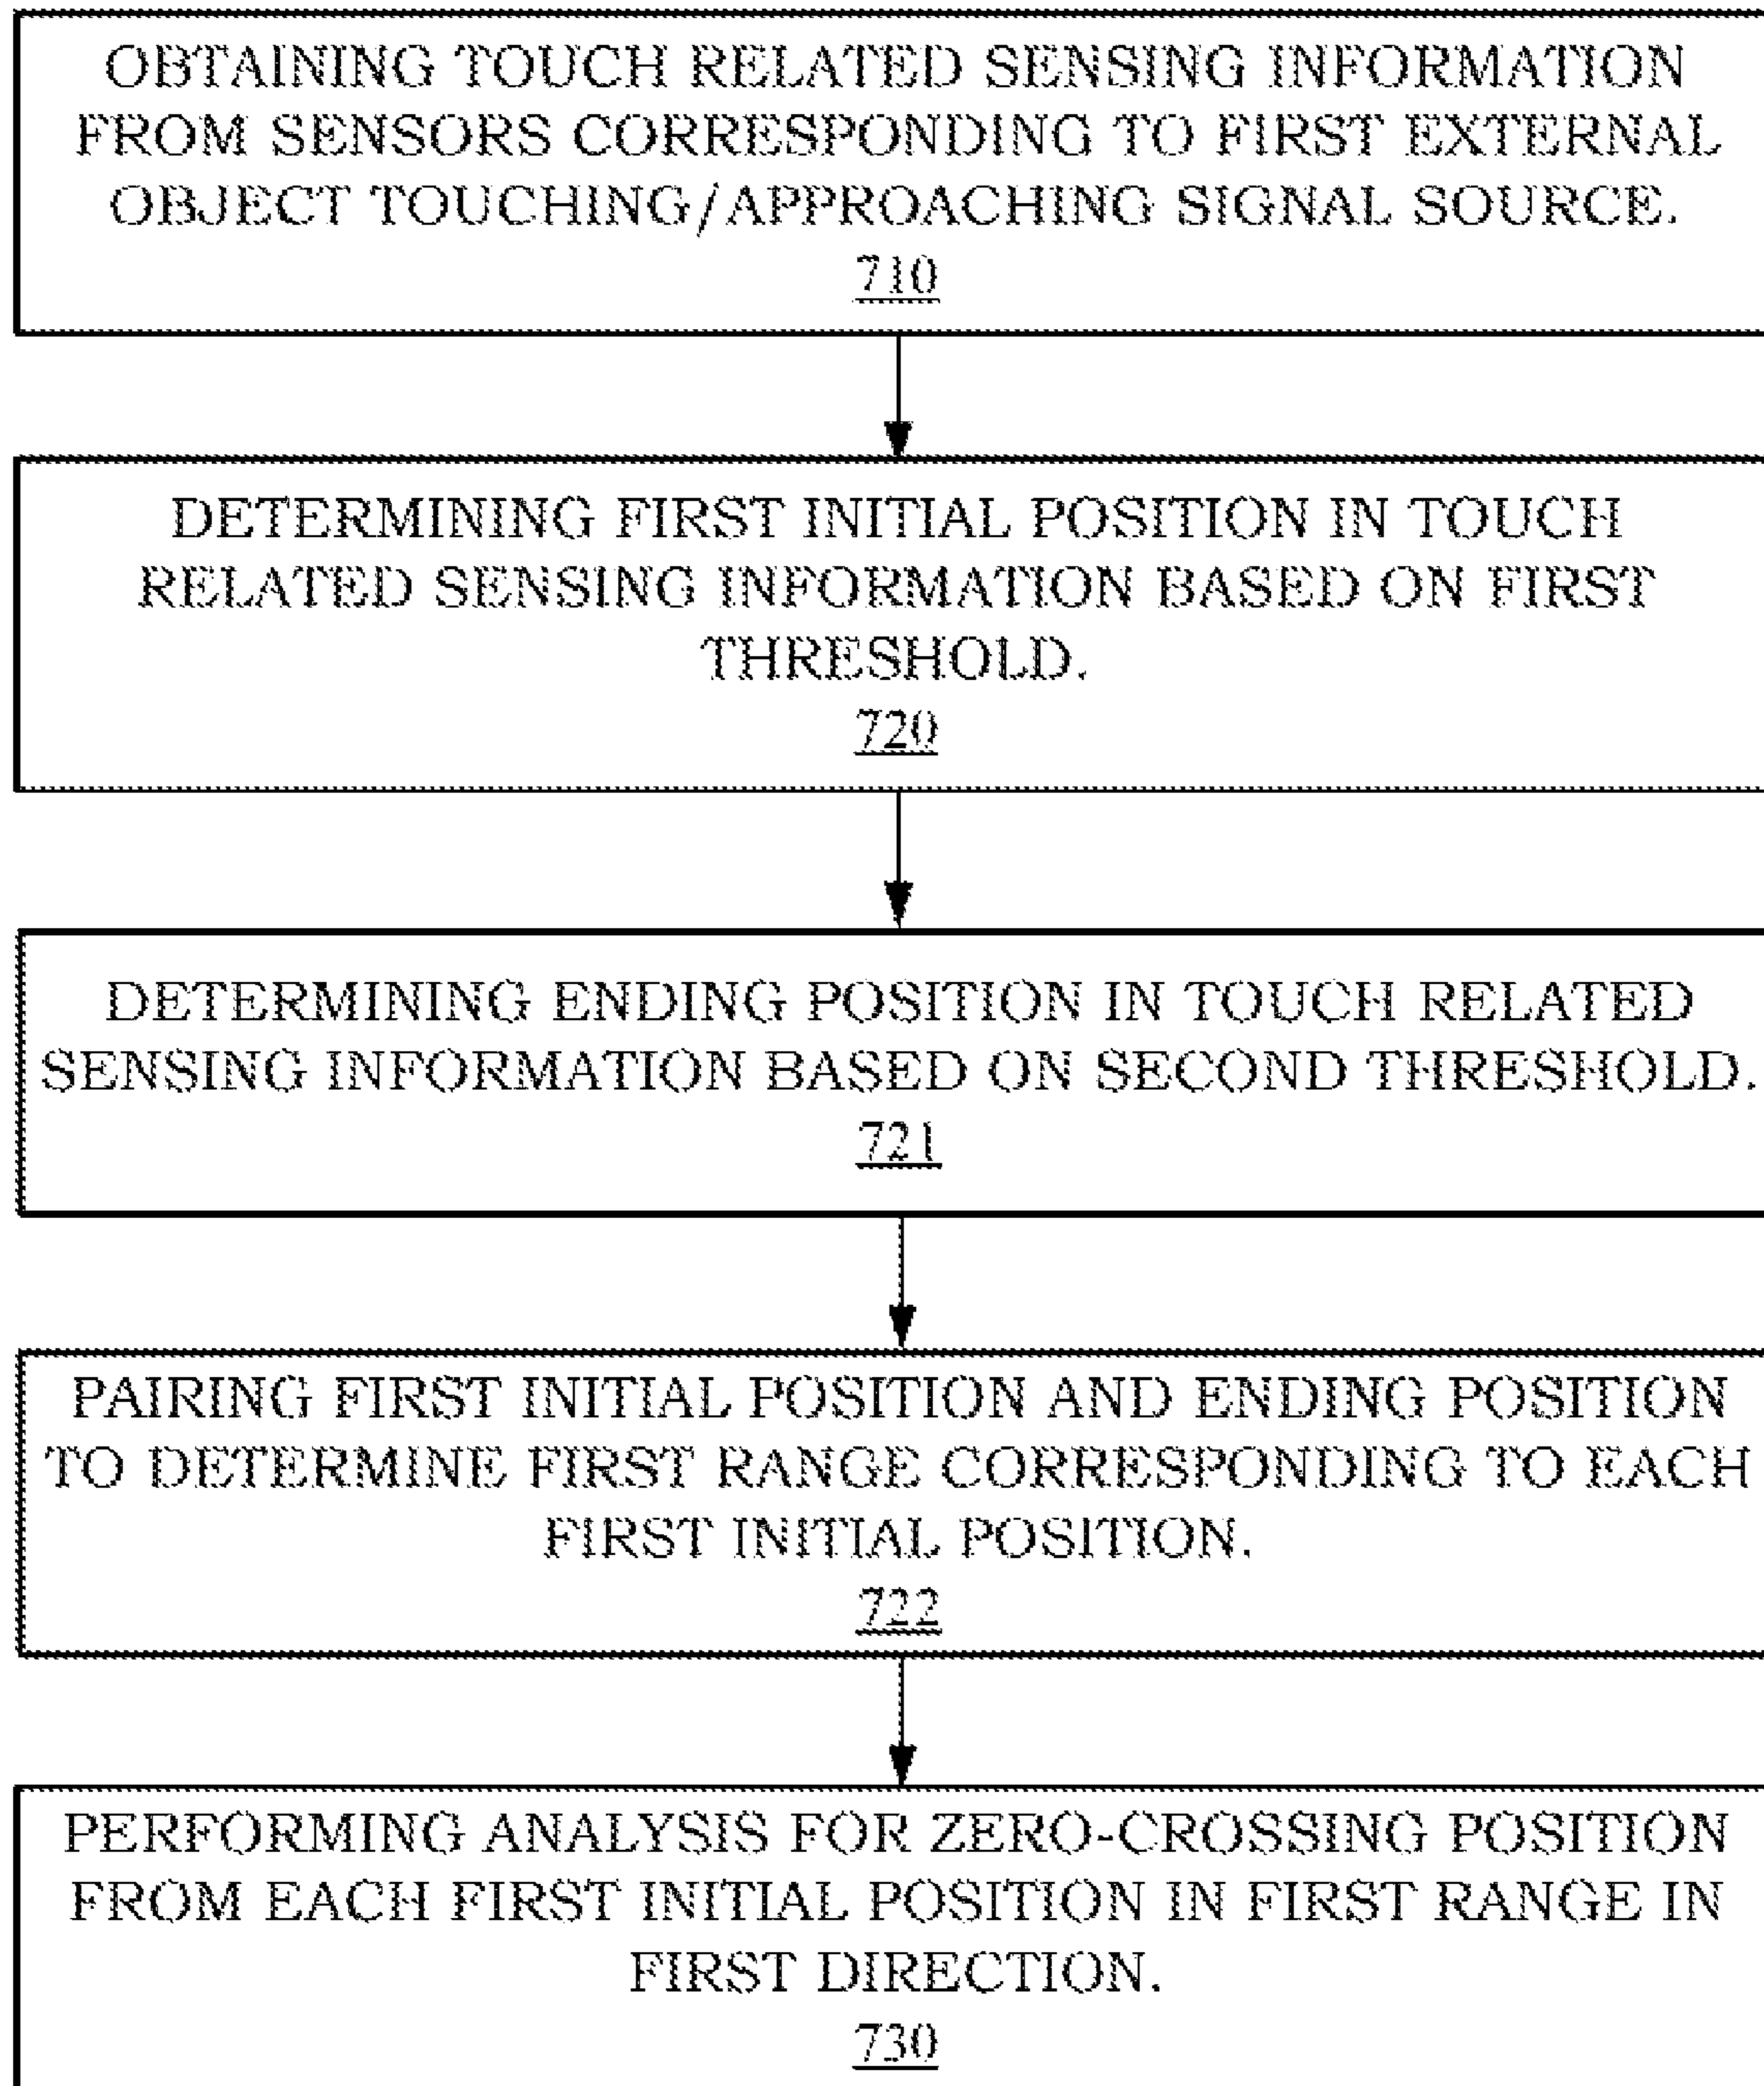 OBTAINING TOUCH RELATED SENSING INFORMATION
FROM SENSORS CORRESPONDING TO FIRST EXTERNAL
OBJECT TOUCHING/APPROACHING SIGNAL SOURCE.
710
DETERMINING FIRST INITIAL POSITION IN TOUCH
RELATED SENSING INFORMATION BASED ON FIRST
THRESHOLD.
720
DETERMINING ENDING POSITION IN TOUCH RELATED
SENSING INFORMATION BASED ON SECOND THRESHOLD.
721
PAIRING FIRST INITIAL POSITION AND ENDING POSITION
TO DETERMINE FIRST RANGE CORRESPONDING TO EACH
FIRST INITIAL POSITION.
722
PERFORMING ANALYSIS FOR ZERO-CROSSING POSITION
FROM EACH FIRST INITIAL POSITION IN FIRST RANGE IN
FIRST DIRECTION.
730